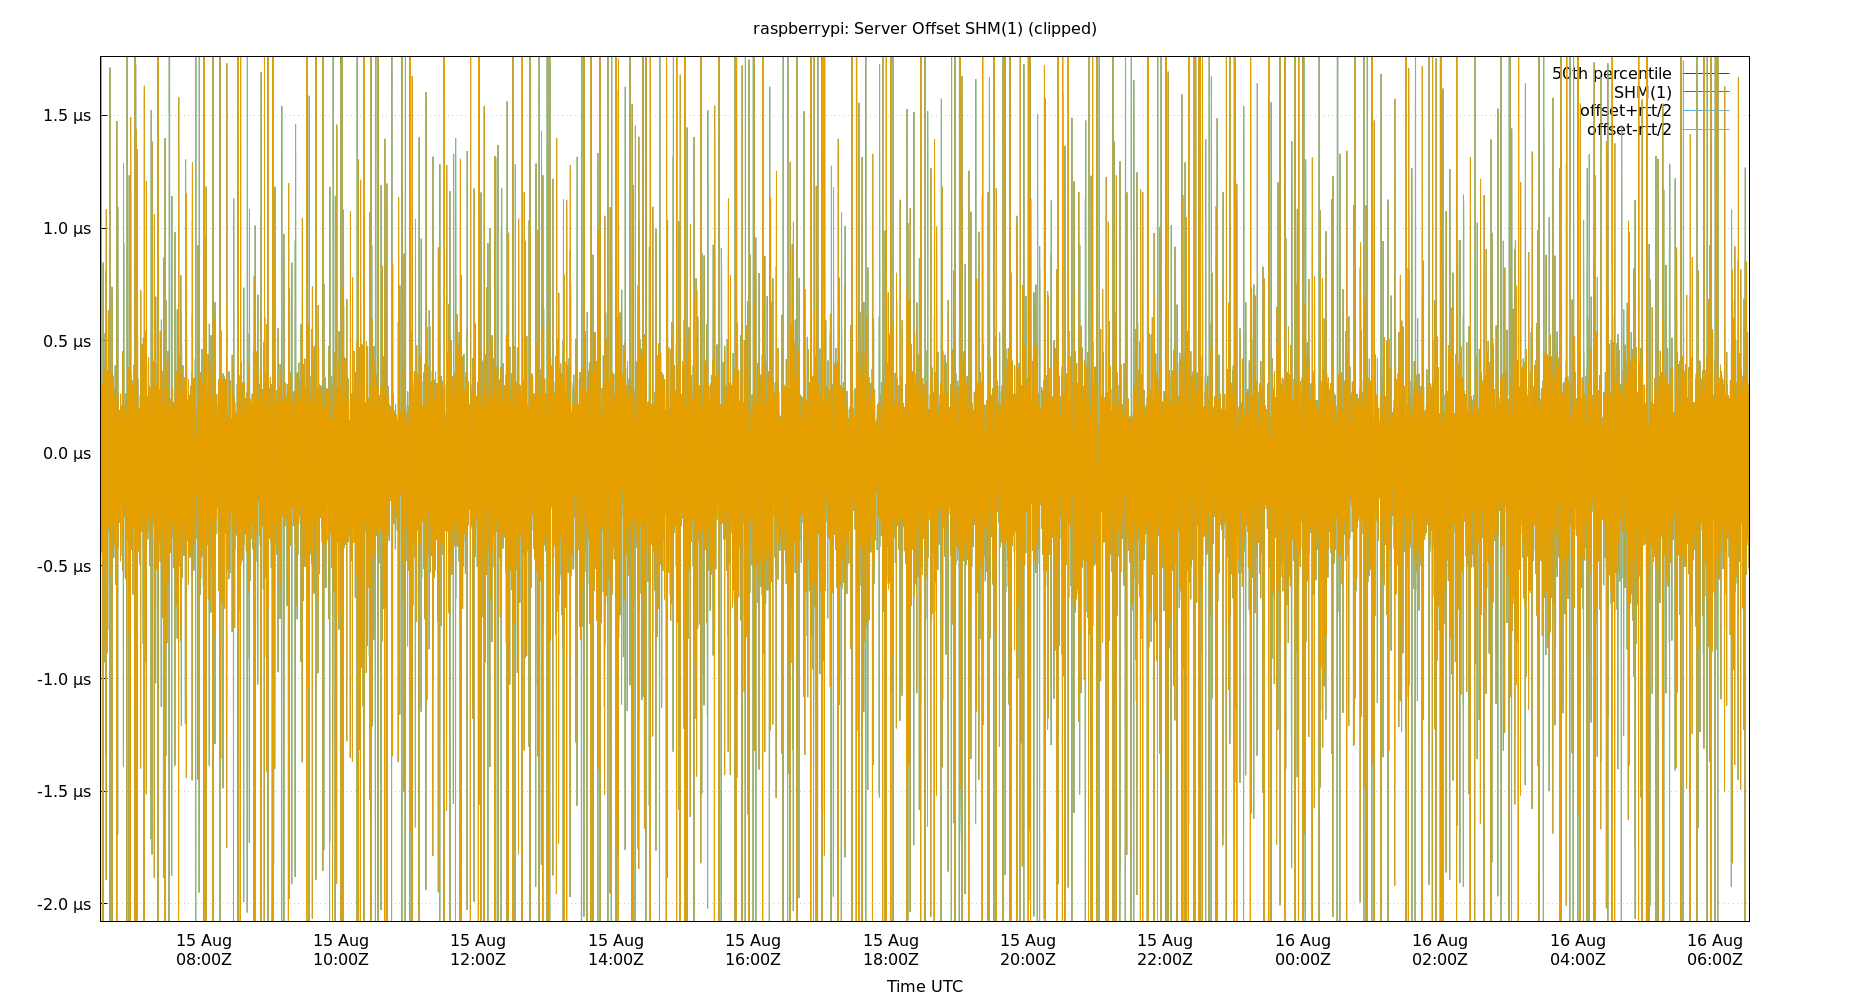 raspberrypi: Server Offset SHM(1) (clipped)
50th percentile
SHM(1)
offset+rtt/2
offset-rtt/2
1.5 µs
1.0 µs
0.5 µs
0.0 µs
-0.5 µs
-1.0 µs
-1.5 µs
-2.0 µs
15 Aug 15 Aug 15 Aug 15 Aug 15 Aug 15 Aug 15 Aug 15 Aug 16 Aug 16 Aug 16 Aug 16 Aug
08:00Z 10:00Z 12:00Z 14:00Z 16:00Z 18:00Z 20:00Z 22:00Z 00:00Z 02:00Z 04:00Z 06:00Z
Time UTC